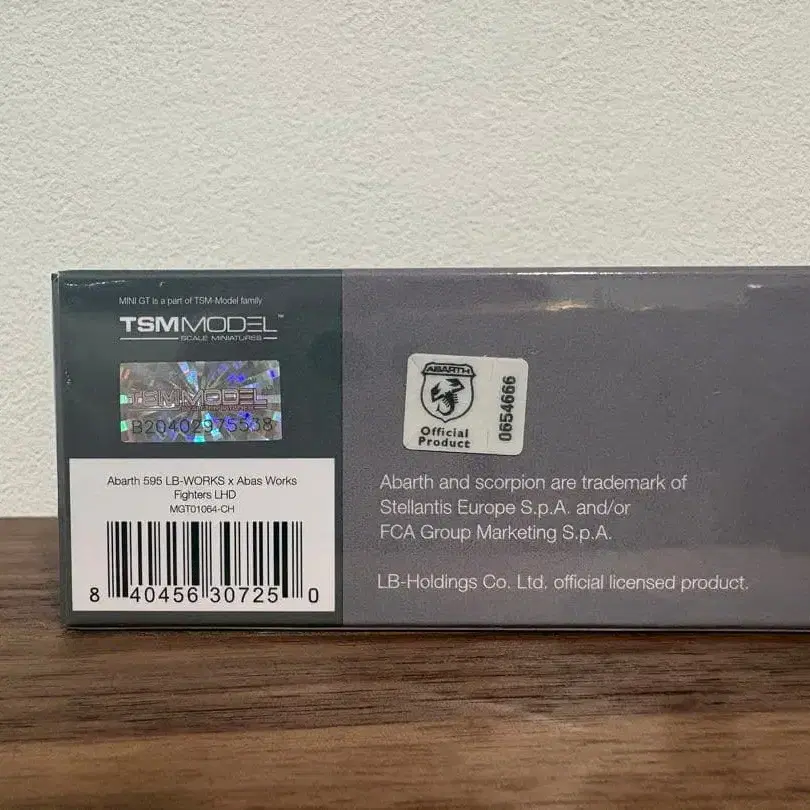 MINI GT is a part of TSM-Model family
TSMMODEL™
SCALE MINIATURES
TSMMODEL
B20402975538
Abarth 595 LB-WORKS x Abas Works
Fighters LHD
MGT01064-CH
8 40456 30725 0
ABARTH
Official
Product
0654666
Abarth and scorpion are trademark of
Stellantis Europe S.p.A. and/or
FCA Group Marketing S.p.A.
LB-Holdings Co. Ltd. official licensed product.